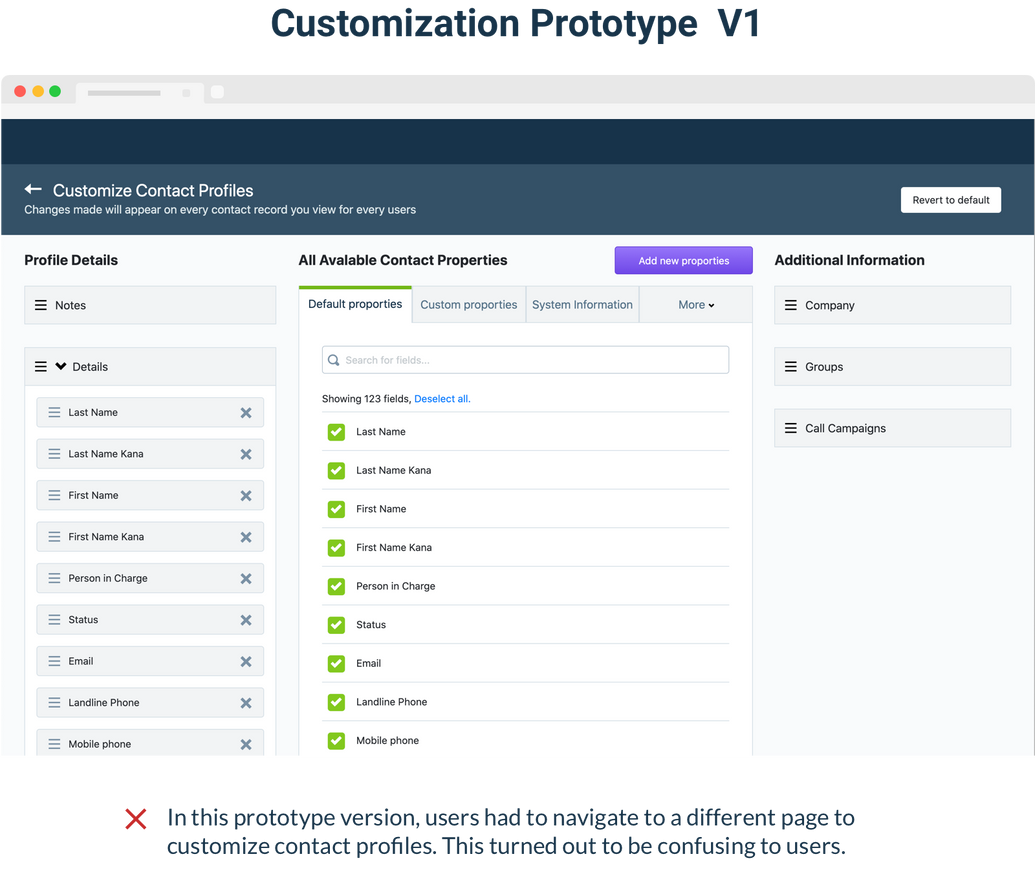 Customization Prototype V1
Customize Contact Profiles
Changes made will appear on every contact record you view for every users
Revert to default
Profile Details
Notes
Details
Last Name
Last Name Kana
First Name
First Name Kana
Person in Charge
Status
Email
Landline Phone
Mobile phone
All Avalable Contact Properties
Add new proporties
Default proporties
Custom proporties
System Information
More
Search for fields...
Showing 123 fields, Deselect all.
Last Name
Last Name Kana
First Name
First Name Kana
Person in Charge
Status
Email
Landline Phone
Mobile phone
Additional Information
Company
Groups
Call Campaigns
In this prototype version, users had to navigate to a different page to
customize contact profiles. This turned out to be confusing to users.